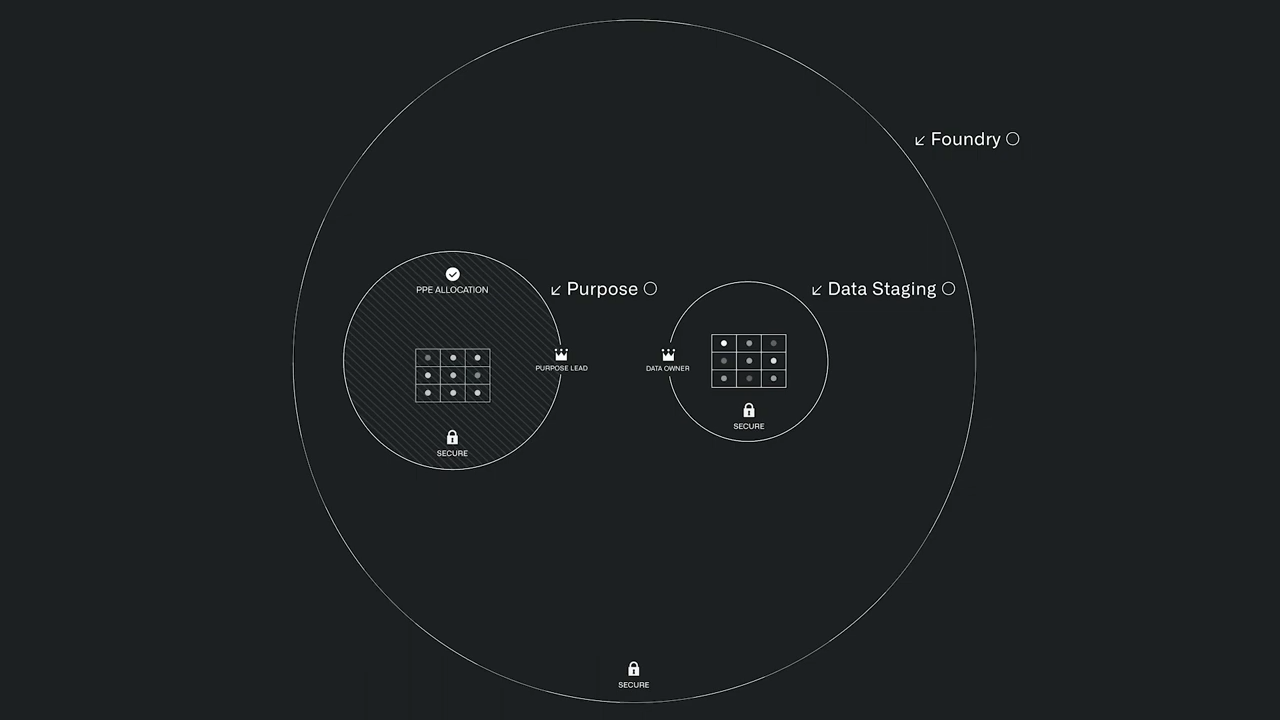 Foundry
PPE ALLOCATION
Purpose
Data Staging
PURPOSE LEAD
DATA OWNER
SECURE
SECURE
SECURE